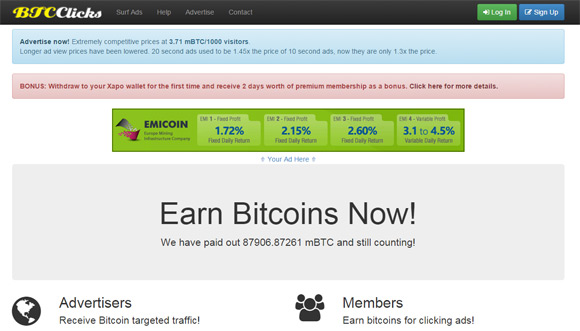 BTCClicks Surf Ads Help Advertise Contact Log In Sign Up
Advertise now! Extremely competitive prices at 3.71 mBTC/1000 visitors.
Longer ad view prices have been lowered. 20 second ads used to be 1.45x the price of 10 second ads, now they are only 1.3x the price.
BONUS: Withdraw to your Xapo wallet for the first time and receive 2 days worth of premium membership as a bonus. Click here for more details.
EMICOIN
Europe Mining
Infrastructure Company
EMI 1 - Fixed Profit
1.72%
Fixed Daily Return
EMI 2 - Fixed Profit
2.15%
Fixed Daily Return
EMI 3 - Fixed Profit
2.60%
Fixed Daily Return
EMI 4 - Variable Profit
3.1 to 4.5%
Variable Daily Return
⇑ Your Ad Here ⇑
Earn Bitcoins Now!
We have paid out 87906.87261 mBTC and still counting!
Advertisers
Receive Bitcoin targeted traffic!
Members
Earn bitcoins for clicking ads!